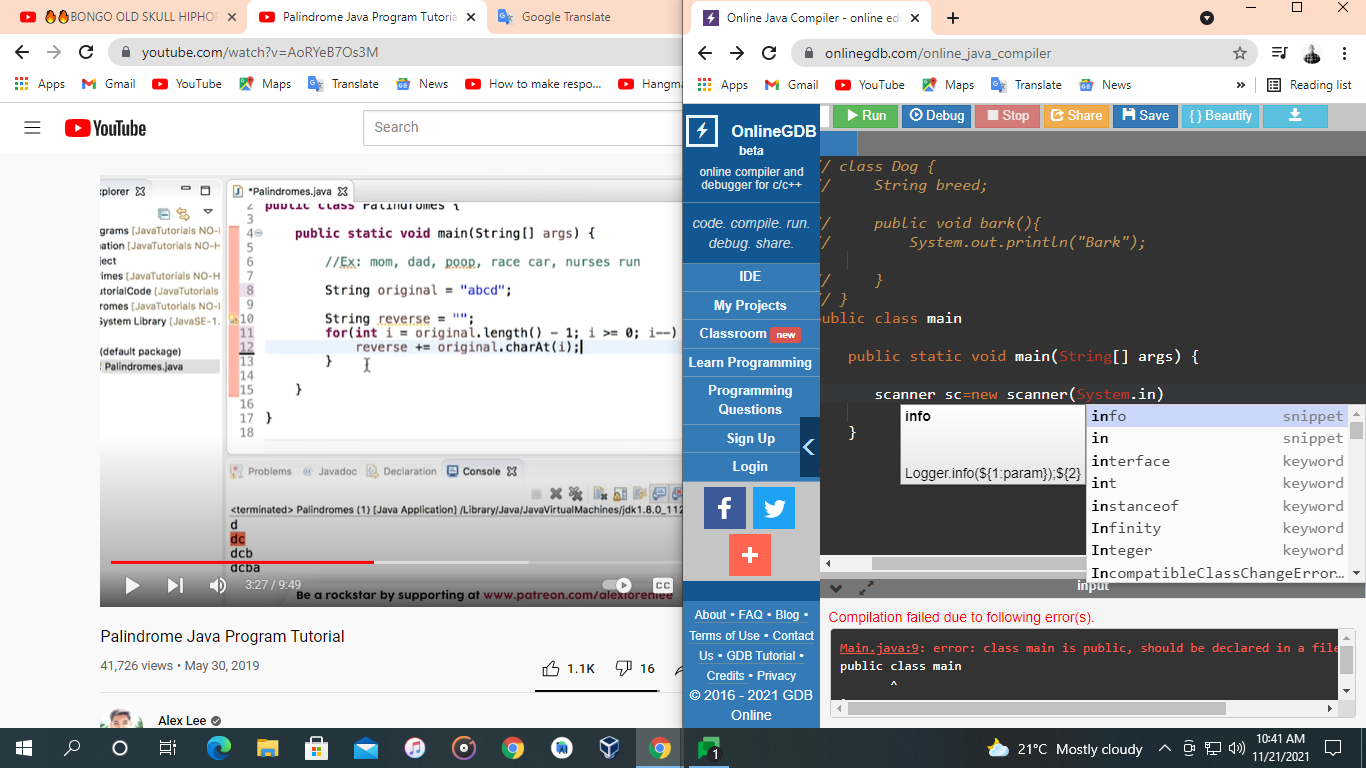 BONGO OLD SKULL HIPHOP
Palindrome Java Program Tutoria
Google Translate
youtube.com/watch?v=AoRYeB7Os3M
Apps
Gmail
YouTube
Maps
Translate
News
How to make respo...
Hangma
YouTube
Search
xplorer
*Palindromes.java
2 public class Palindromes {
3
4 public static void main(String[] args) {
5
6 //Ex: mom, dad, poop, race car, nurses run
7
8 String original = "abcd";
9
10 String reverse = "";
11 for(int i = original.length() - 1; i >= 0; i--)
12 reverse += original.charAt(i);
13 }
14
15 }
16
17 }
18
grams [JavaTutorials NO-I
nation [JavaTutorials NO-H
ject
rimes [JavaTutorials NO-H
utorialCode [JavaTutorials
romes [JavaTutorials NO-H
System Library [JavaSE-1.
(default package)
Palindromes.java
Problems
Javadoc
Declaration
Console
<terminated> Palindromes (1) [Java Application] /Library/Java/JavaVirtualMachines/jdk1.8.0_112
d
dc
dcb
dcba
3:27 / 9:49
CC
Be a rockstar by supporting at www.patreon.com/alexlorenlee
Palindrome Java Program Tutorial
41,726 views • May 30, 2019
1.1K
16
Alex Lee
Online Java Compiler - online edi
onlinegdb.com/online_java_compiler
Apps
Gmail
YouTube
Maps
Translate
News
»
Reading list
OnlineGDB
beta
online compiler and
debugger for c/c++
code. compile. run.
debug. share.
IDE
My Projects
Classroom new
Learn Programming
Programming
Questions
Sign Up
Login
About • FAQ • Blog •
Terms of Use • Contact
Us • GDB Tutorial •
Credits • Privacy
© 2016 - 2021 GDB
Online
Run
Debug
Stop
Share
Save
{ } Beautify
// class Dog {
// String breed;
// public void bark(){
// System.out.println("Bark");
// }
// }
public class main
public static void main(String[] args) {
scanner sc=new scanner(System.in)
}
info
Logger.info(${1:param});${2}
info snippet
in snippet
interface keyword
int keyword
instanceof keyword
Infinity keyword
Integer keyword
IncompatibleClassChangeError…
input
Compilation failed due to following error(s).
Main.java:9: error: class main is public, should be declared in a file
public class main
^
1
21°C Mostly cloudy
10:41 AM
11/21/2021